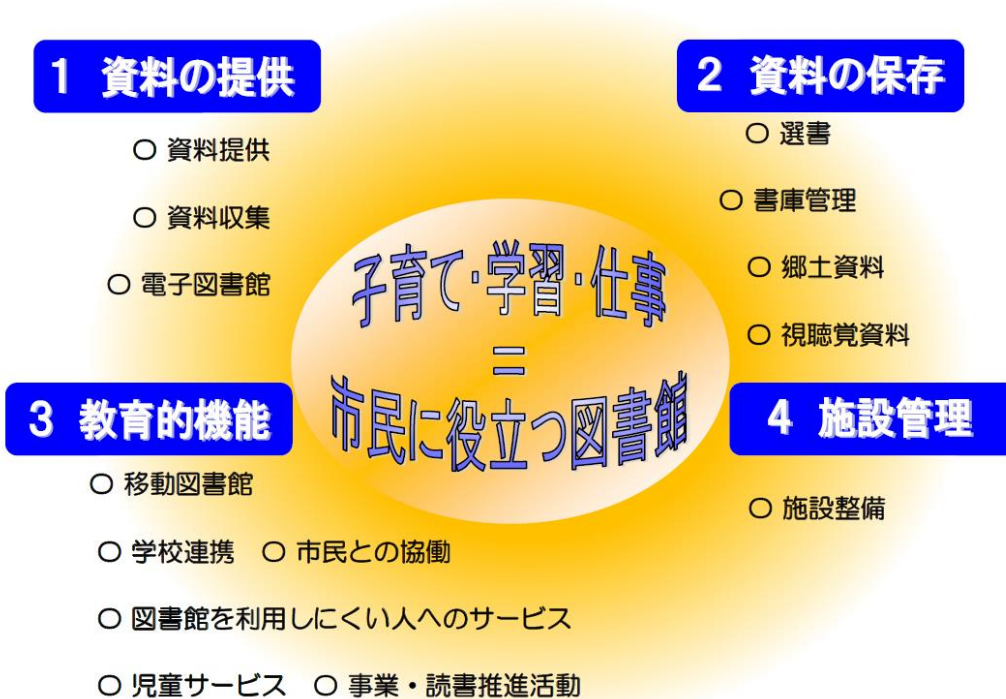 1 資料の提供
○ 資料提供
○ 資料収集
○ 電子図書館
2 資料の保存
○ 選書
○ 書庫管理
○ 郷土資料
○ 視聴覚資料
子育て・学習・仕事
＝
市民に役立つ図書館
3 教育的機能
○ 移動図書館
○ 学校連携 ○ 市民との協働
○ 図書館を利用しにくい人へのサービス
○ 児童サービス ○ 事業・読書推進活動
4 施設管理
○ 施設整備